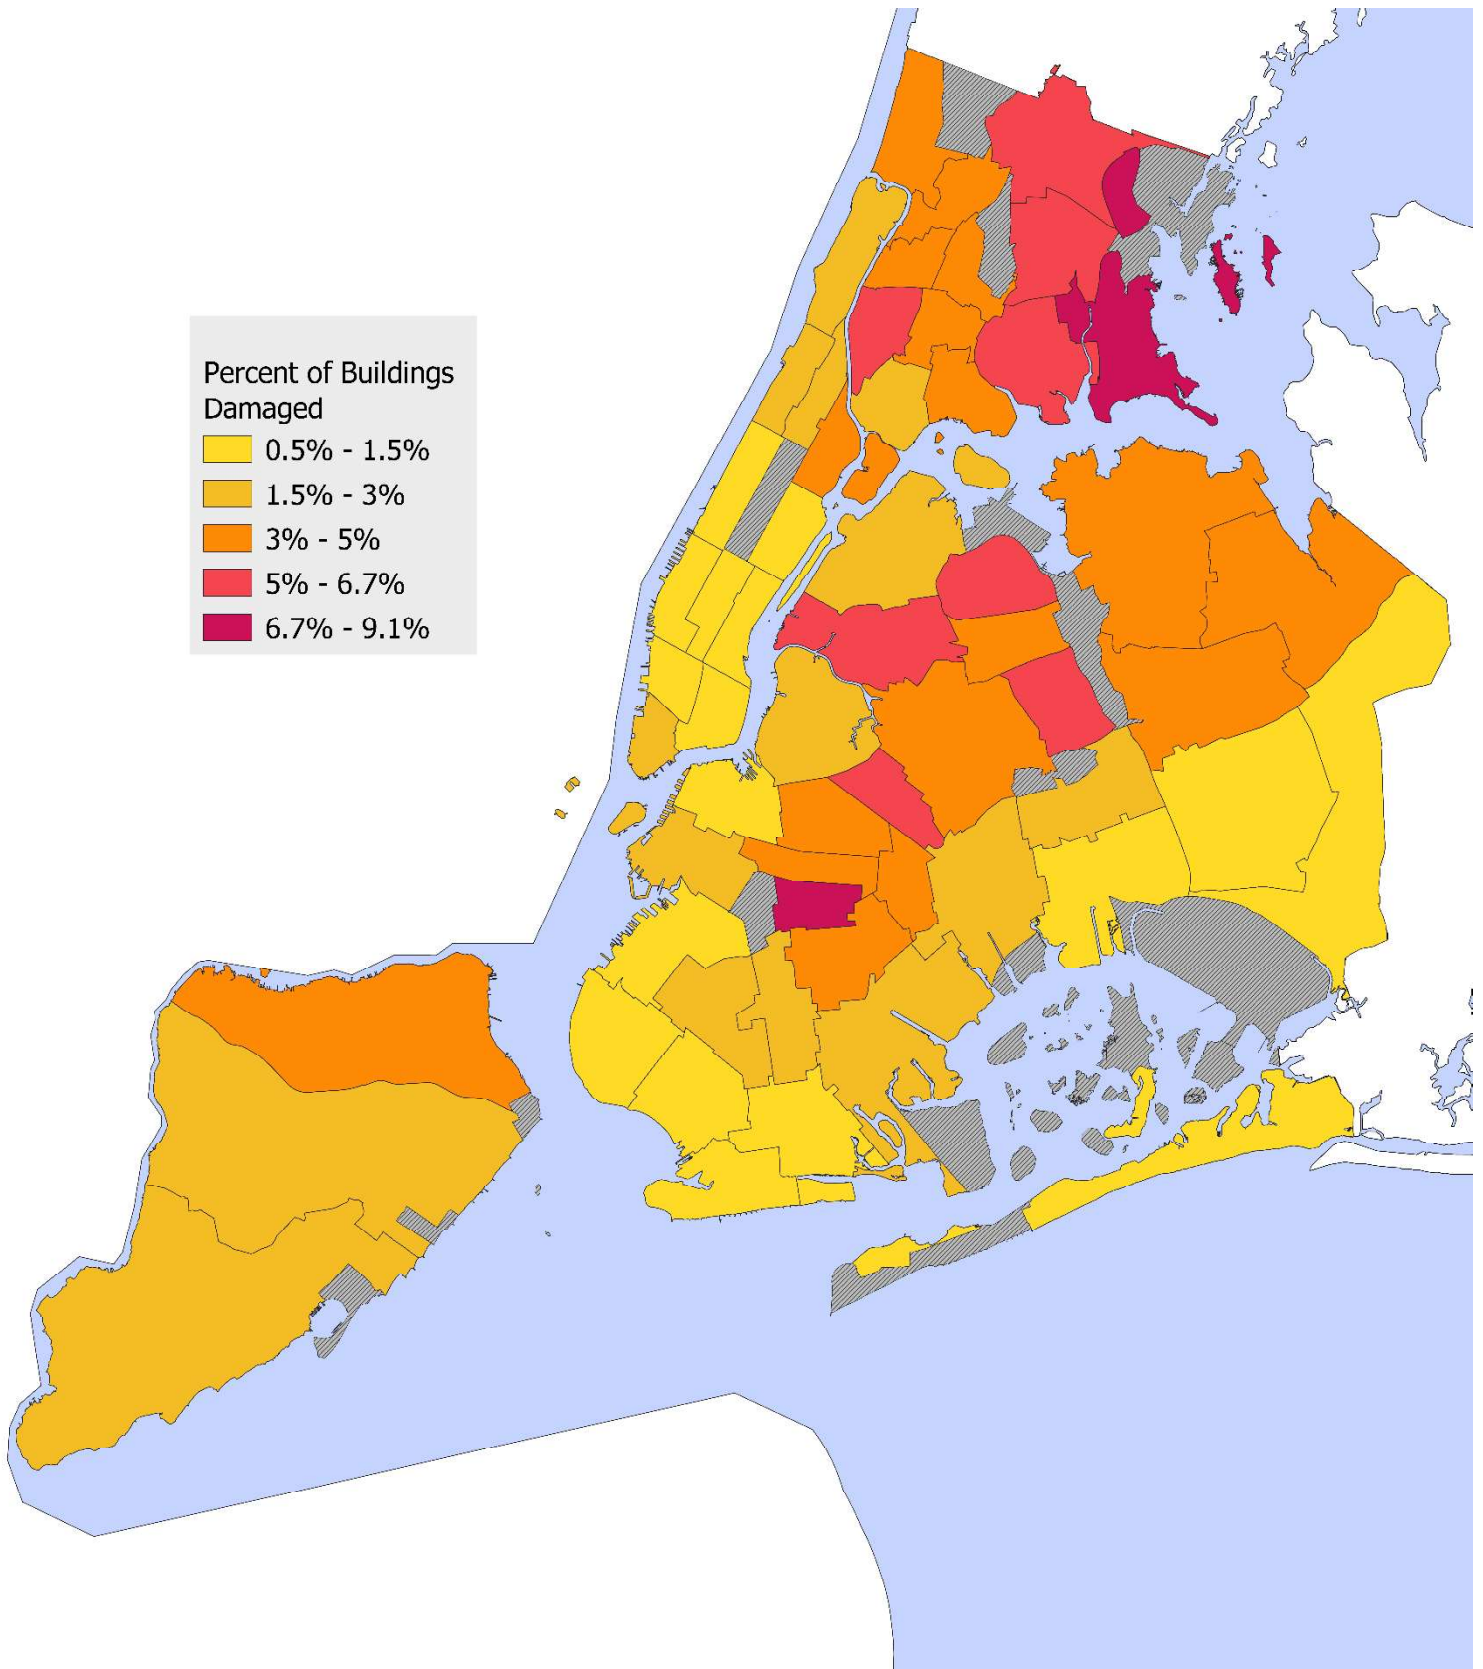 Percent of Buildings
Damaged
0.5% - 1.5%
1.5% - 3%
3% - 5%
5% - 6.7%
6.7% - 9.1%